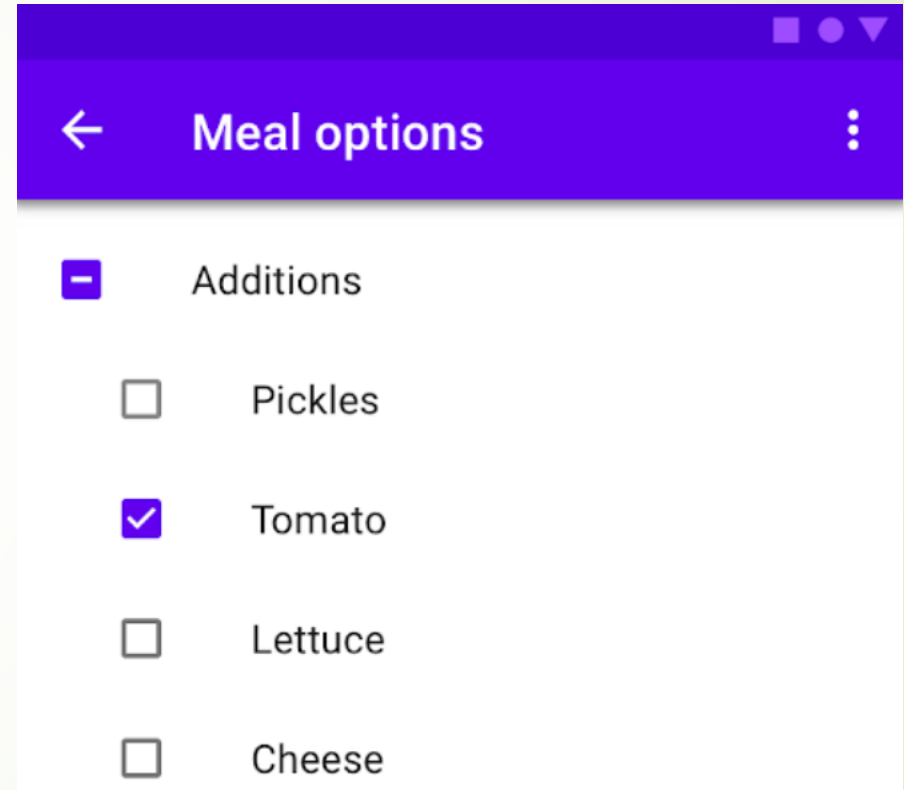 Meal options
Additions
Pickles
Tomato
Lettuce
Cheese